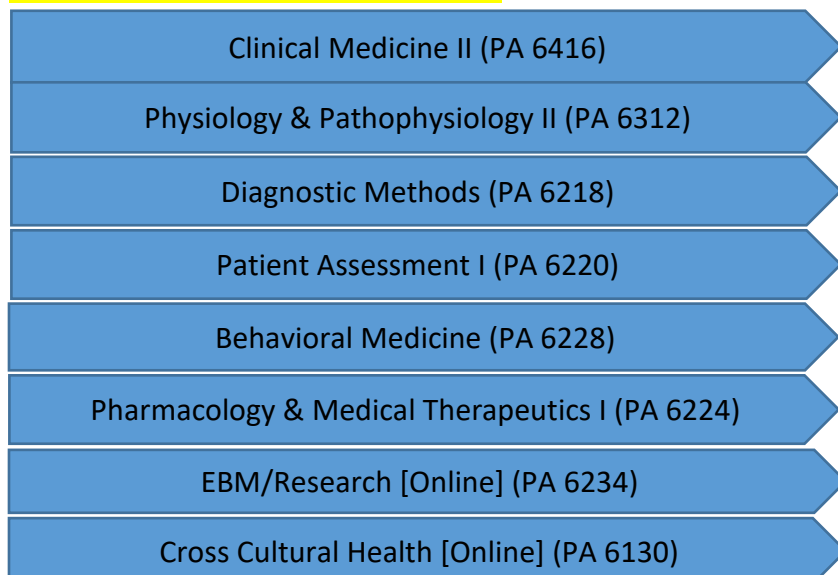 Clinical Medicine II (PA 6416)
Physiology & Pathophysiology II (PA 6312)
Diagnostic Methods (PA 6218)
Patient Assessment I (PA 6220)
Behavioral Medicine (PA 6228)
Pharmacology & Medical Therapeutics I (PA 6224)
EBM/Research [Online] (PA 6234)
Cross Cultural Health [Online] (PA 6130)